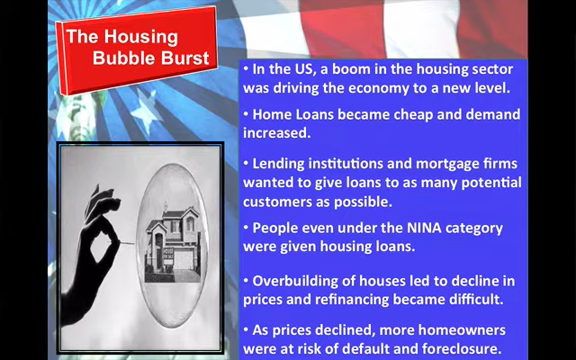 The Housing
Bubble Burst
• In the US, a boom in the housing sector
was driving the economy to a new level.
• Home Loans became cheap and demand
increased.
• Lending institutions and mortgage firms
wanted to give loans to as many potential
customers as possible.
• People even under the NINA category
were given housing loans.
• Overbuilding of houses led to decline in
prices and refinancing became difficult.
• As prices declined, more homeowners
were at risk of default and foreclosure.